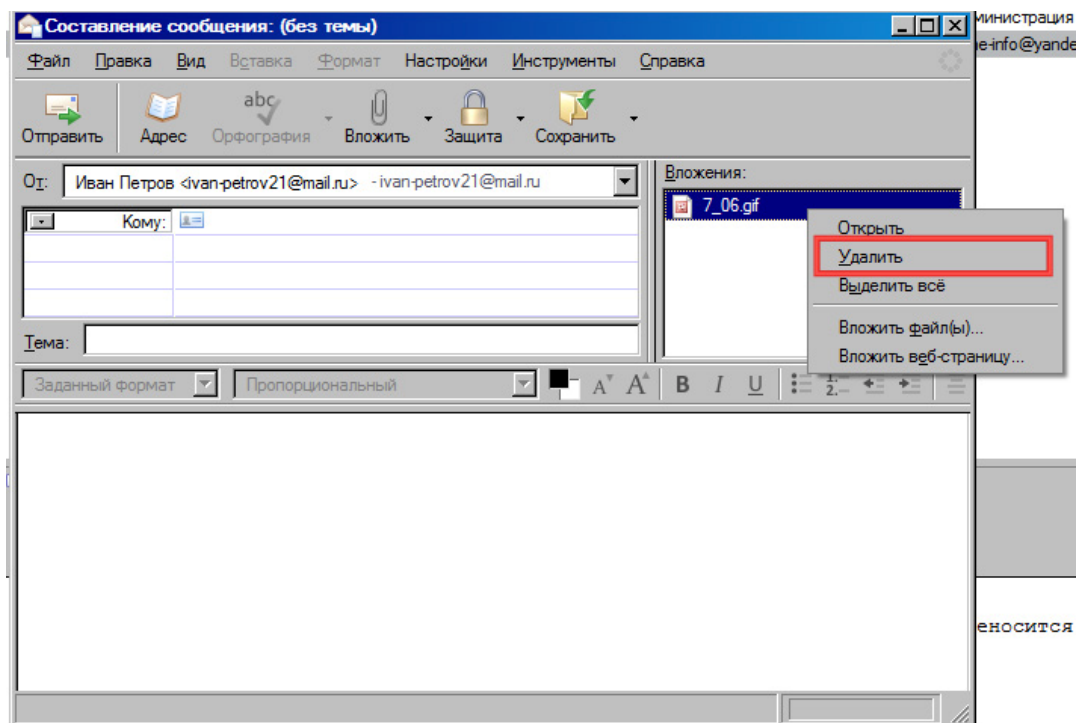 Составление сообщения: (без темы)
министрация
Файл Правка Вид Вставка Формат Настройки Инструменты Справка
e-info@yande
Отправить Адрес Орфография Вложить Защита Сохранить
От: Иван Петров <ivan-petrov21@mail.ru> - ivan-petrov21@mail.ru
Вложения:
7_06.gif
Кому:
Открыть
Удалить
Выделить всё
Вложить файл(ы)...
Вложить веб-страницу...
Тема:
Заданный формат Пропорциональный
еносится